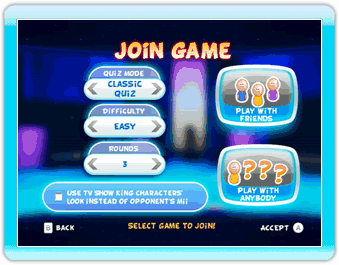 JOIN GAME
QUIZ MODE
CLASSIC
QUIZ
DIFFICULTY
EASY
ROUNDS
3
PLAY WITH
FRIENDS
PLAY WITH
ANYBODY
USE TV SHOW KING CHARACTERS'
LOOK INSTEAD OF OPPONENT'S MII
B BACK
SELECT GAME TO JOIN!
ACCEPT A